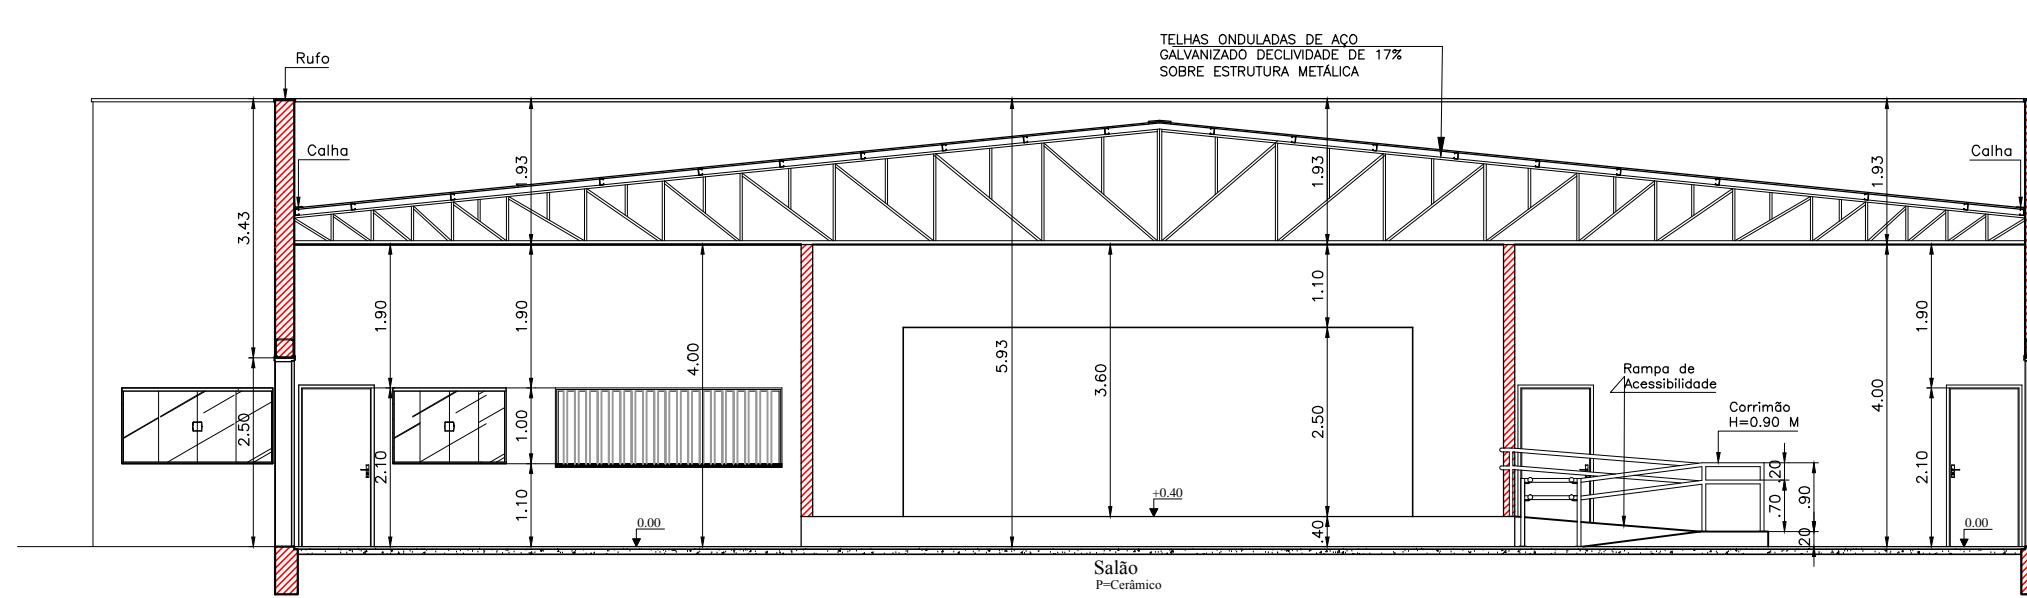 TELHAS ONDULADAS DE AÇO
GALVANIZADO DECLIVIDADE DE 17%
SOBRE ESTRUTURA METÁLICA
Rufo
Calha
Calha
1.93
1.93
1.93
3.43
1.90
1.90
1.10
1.90
4.00
5.93
3.60
4.00
Rampa de
Acessibilidade
Corrimão
H=0.90 M
2.50
1.00
2.50
2.10
2.10
.20
.70
.90
1.10
+0.40
0.00
.40
.20
0.00
Salão
P=Cerâmico